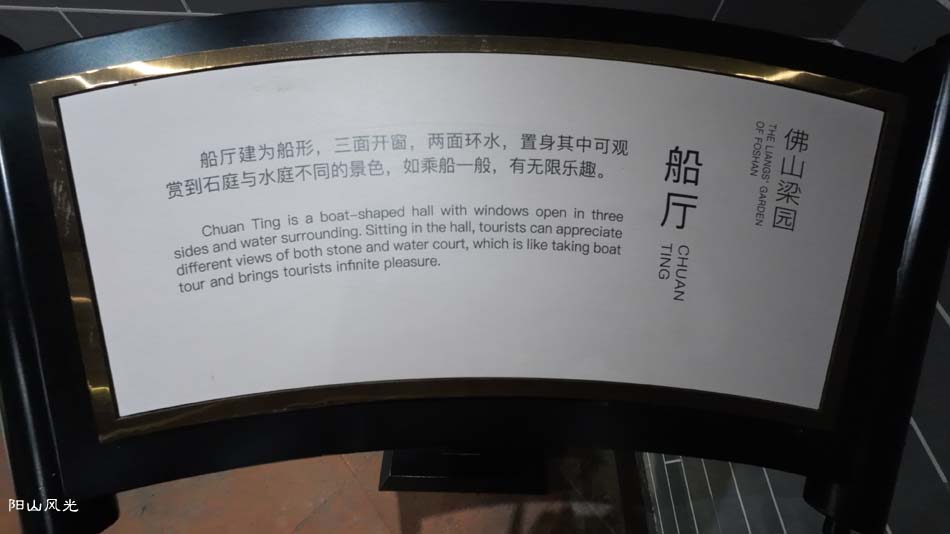 佛山梁园
THE LIANGS' GARDEN
OF FOSHAN
船厅
CHUAN
TING
船厅建为船形，三面开窗，两面环水，置身其中可观
赏到石庭与水庭不同的景色，如乘船一般，有无限乐趣。
Chuan Ting is a boat-shaped hall with windows open in three
sides and water surrounding. Sitting in the hall, tourists can appreciate
different views of both stone and water court, which is like taking boat
tour and brings tourists infinite pleasure.
阳山风光